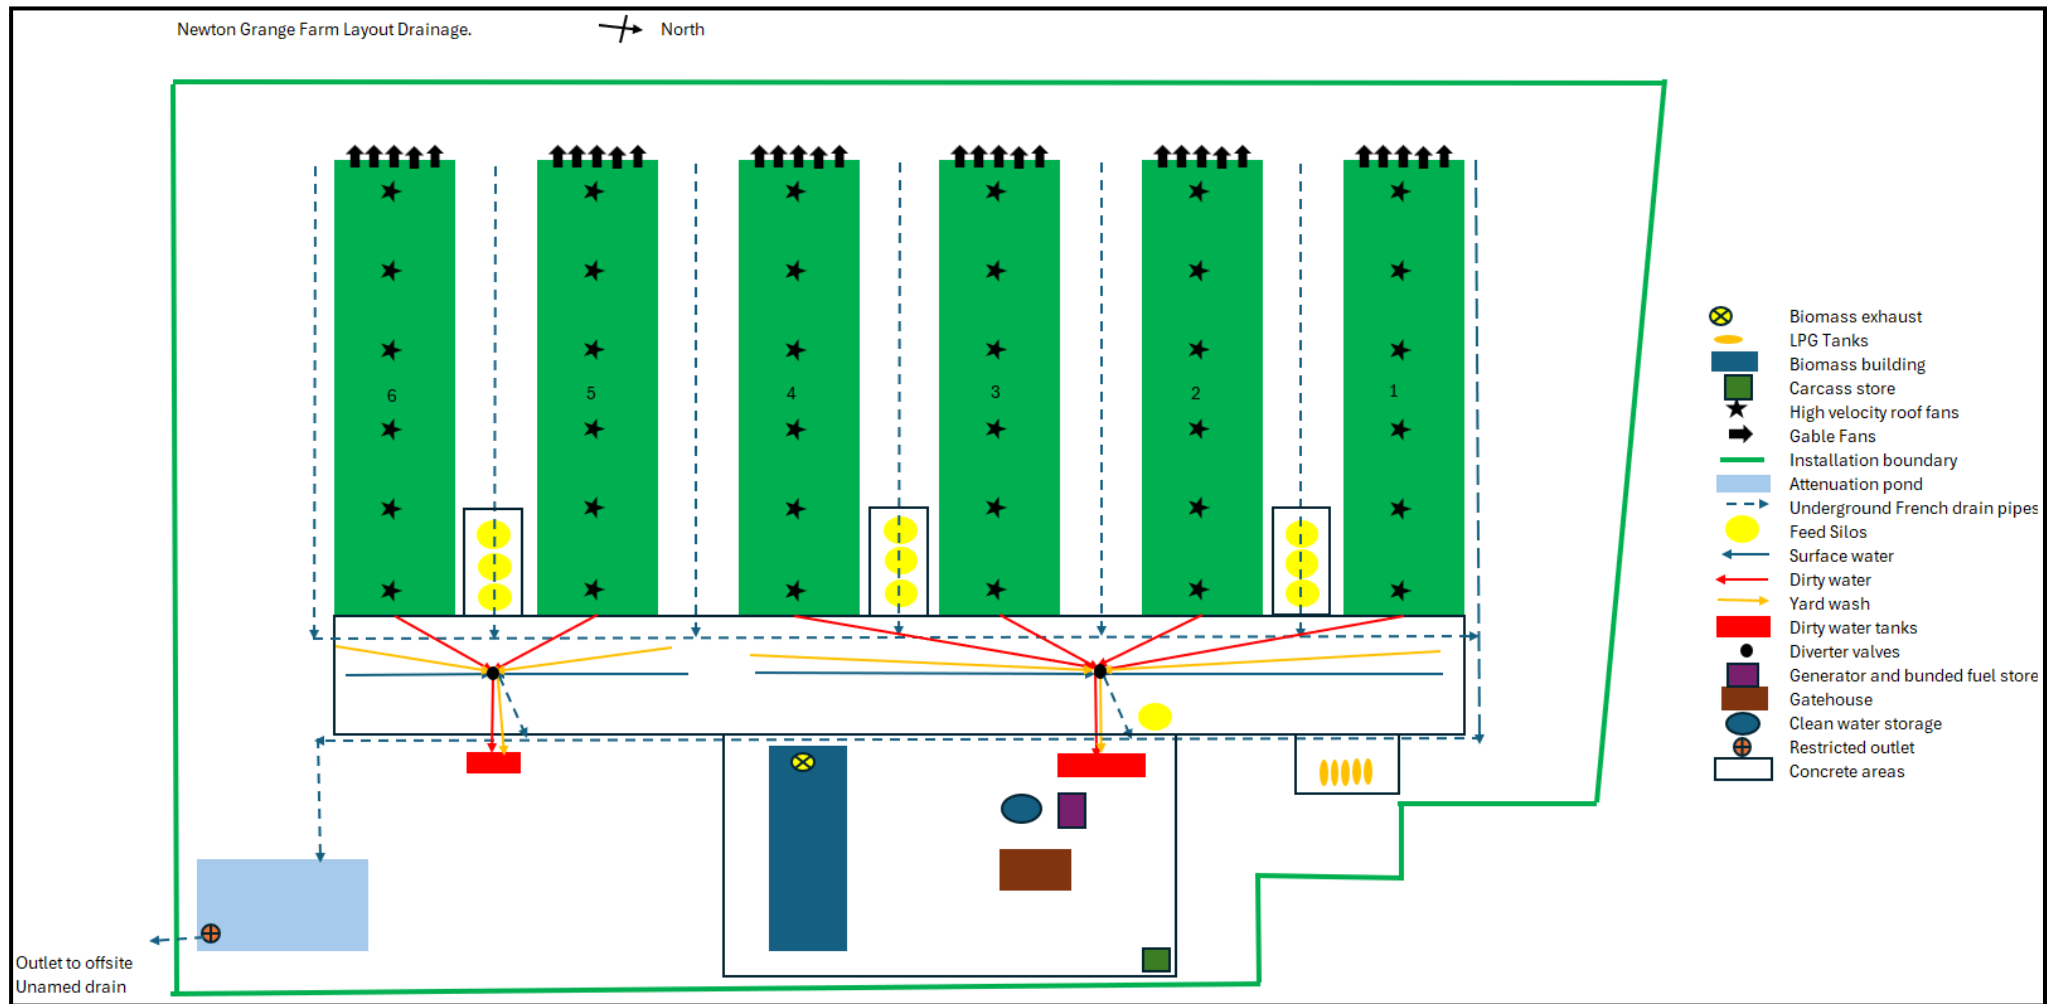 Newton Grange Farm Layout Drainage.
North
6
5
4
3
2
1
Biomass exhaust
LPG Tanks
Biomass building
Carcass store
High velocity roof fans
Gable Fans
Installation boundary
Attenuation pond
Underground French drain pipes
Feed Silos
Surface water
Dirty water
Yard wash
Dirty water tanks
Diverter valves
Generator and bunded fuel store
Gatehouse
Clean water storage
Restricted outlet
Concrete areas
Outlet to offsite
Unamed drain